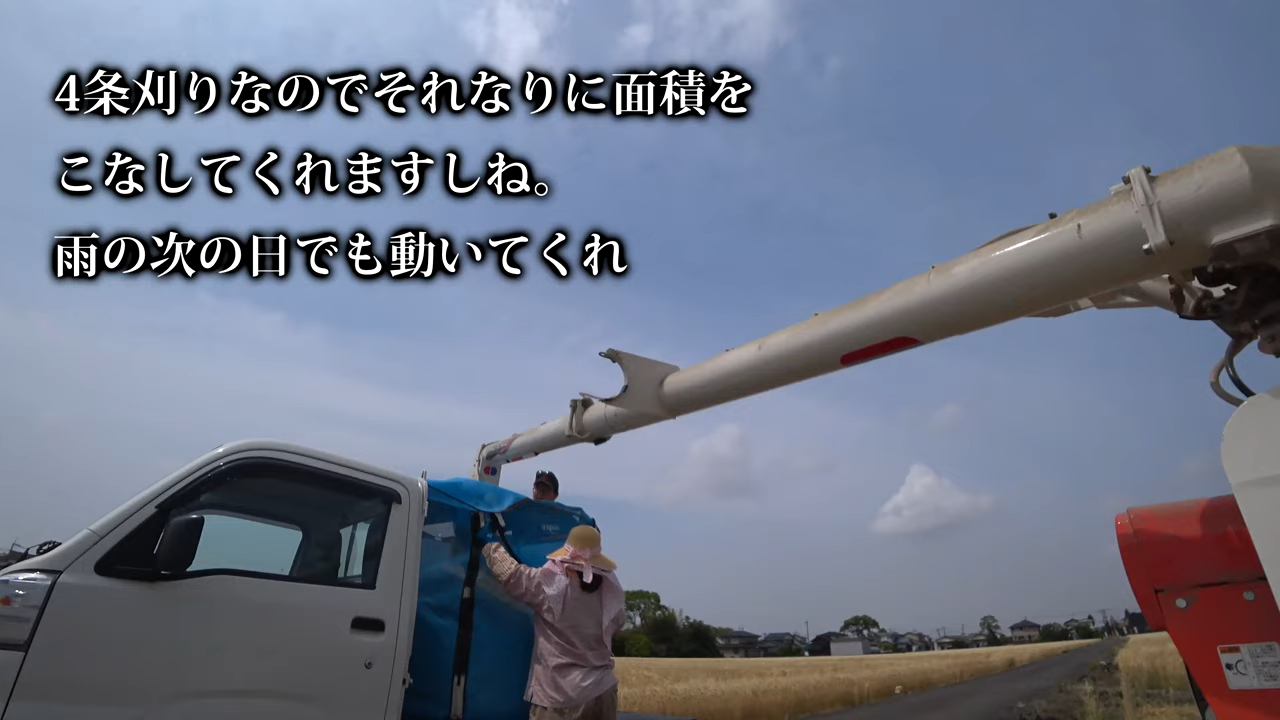 4条刈りなのでそれなりに面積を
こなしてくれますしね。
雨の次の日でも動いてくれ